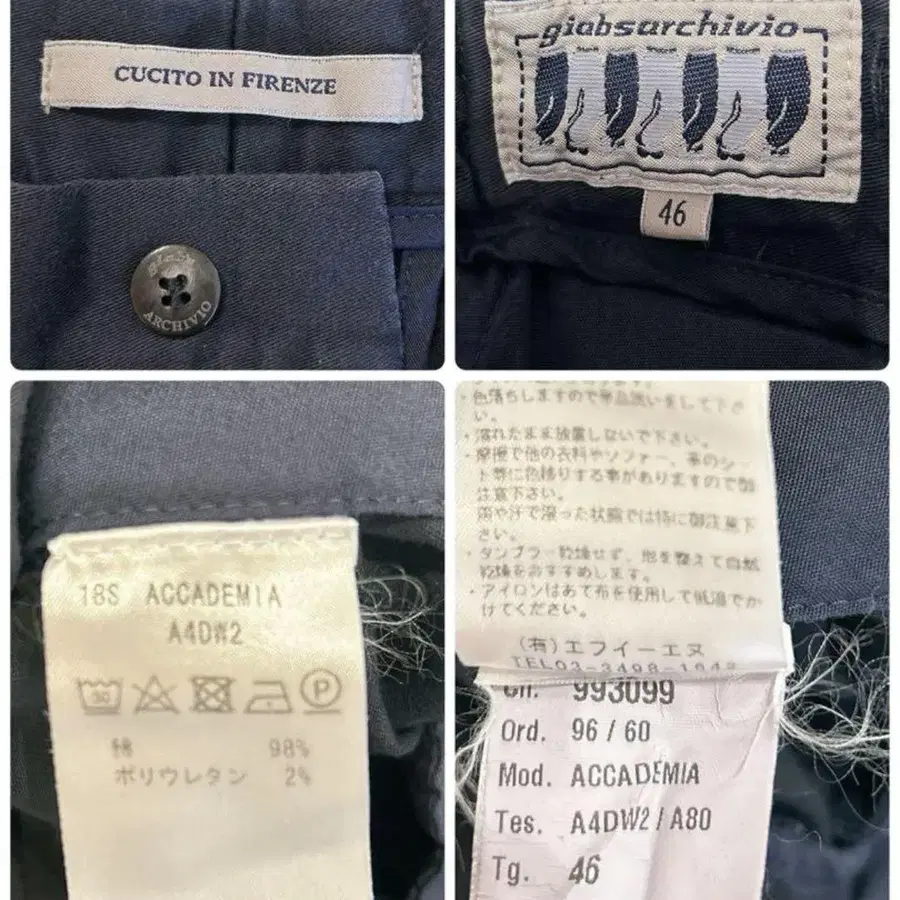 CUCITO IN FIRENZE
ARCHIVIO
giabsarchivio
46
18S ACCADEMIA
A4DW2
P
綿 98%
ポリウレタン 2%
・色落ちしますので単品洗いをして下さ
い。
・濡れたまま放置しないで下さい。
・摩擦で他の衣料やソファー、車のシー
ト等に色移りする事がありますので御
注意下さい。
雨や汗で湿った状態では特に御注意下
さい。
・タンブラー乾燥せず、形を整えて自然
乾燥をおすすめします。
・アイロンはあて布を使用して低温でか
けてください。
(有)エフイーエヌ
TEL03-3498-1642
993099
Ord. 96 / 60
Mod. ACCADEMIA
Tes. A4DW2 / A80
Tg. 46